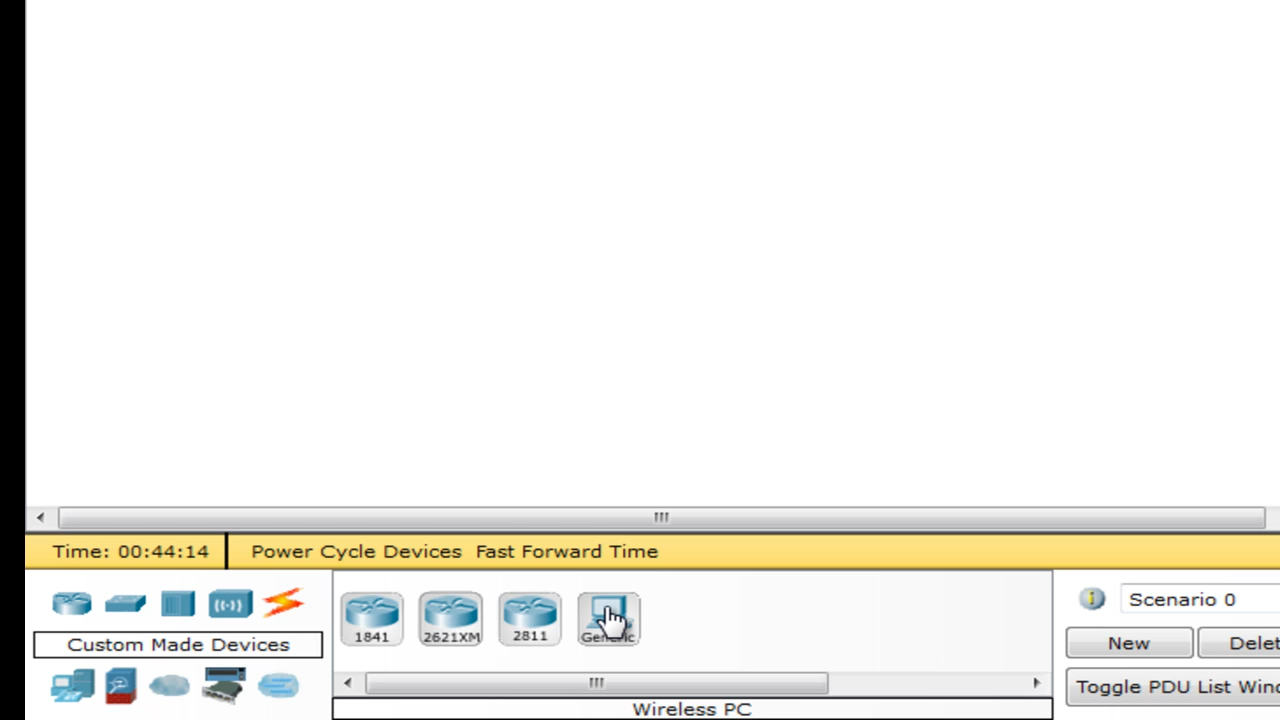 Time: 00:44:14
Power Cycle Devices Fast Forward Time
Custom Made Devices
1841
2621XM
2811
Wireless PC
Scenario 0
New
Delet
Toggle PDU List Wind